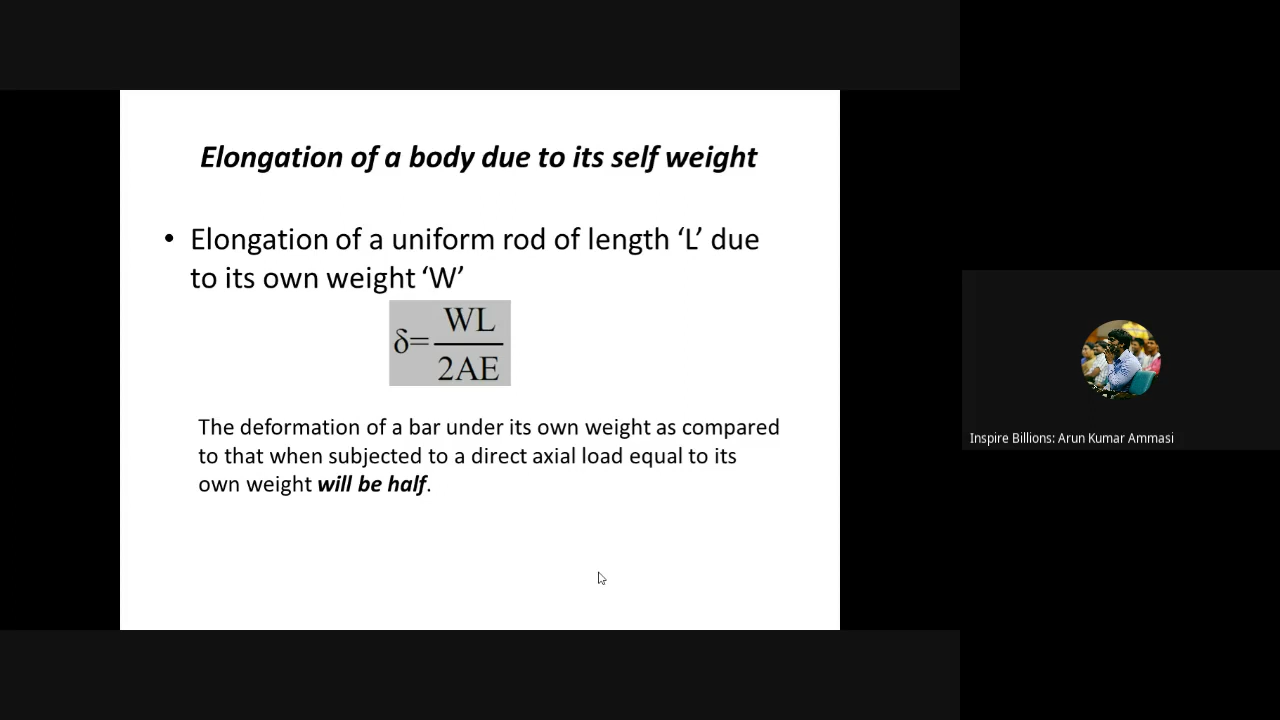 Elongation of a body due to its self weight
• Elongation of a uniform rod of length ‘L’ due
to its own weight ‘W’
δ= WL
2AE
The deformation of a bar under its own weight as compared
to that when subjected to a direct axial load equal to its
own weight will be half.
Inspire Billions: Arun Kumar Ammasi